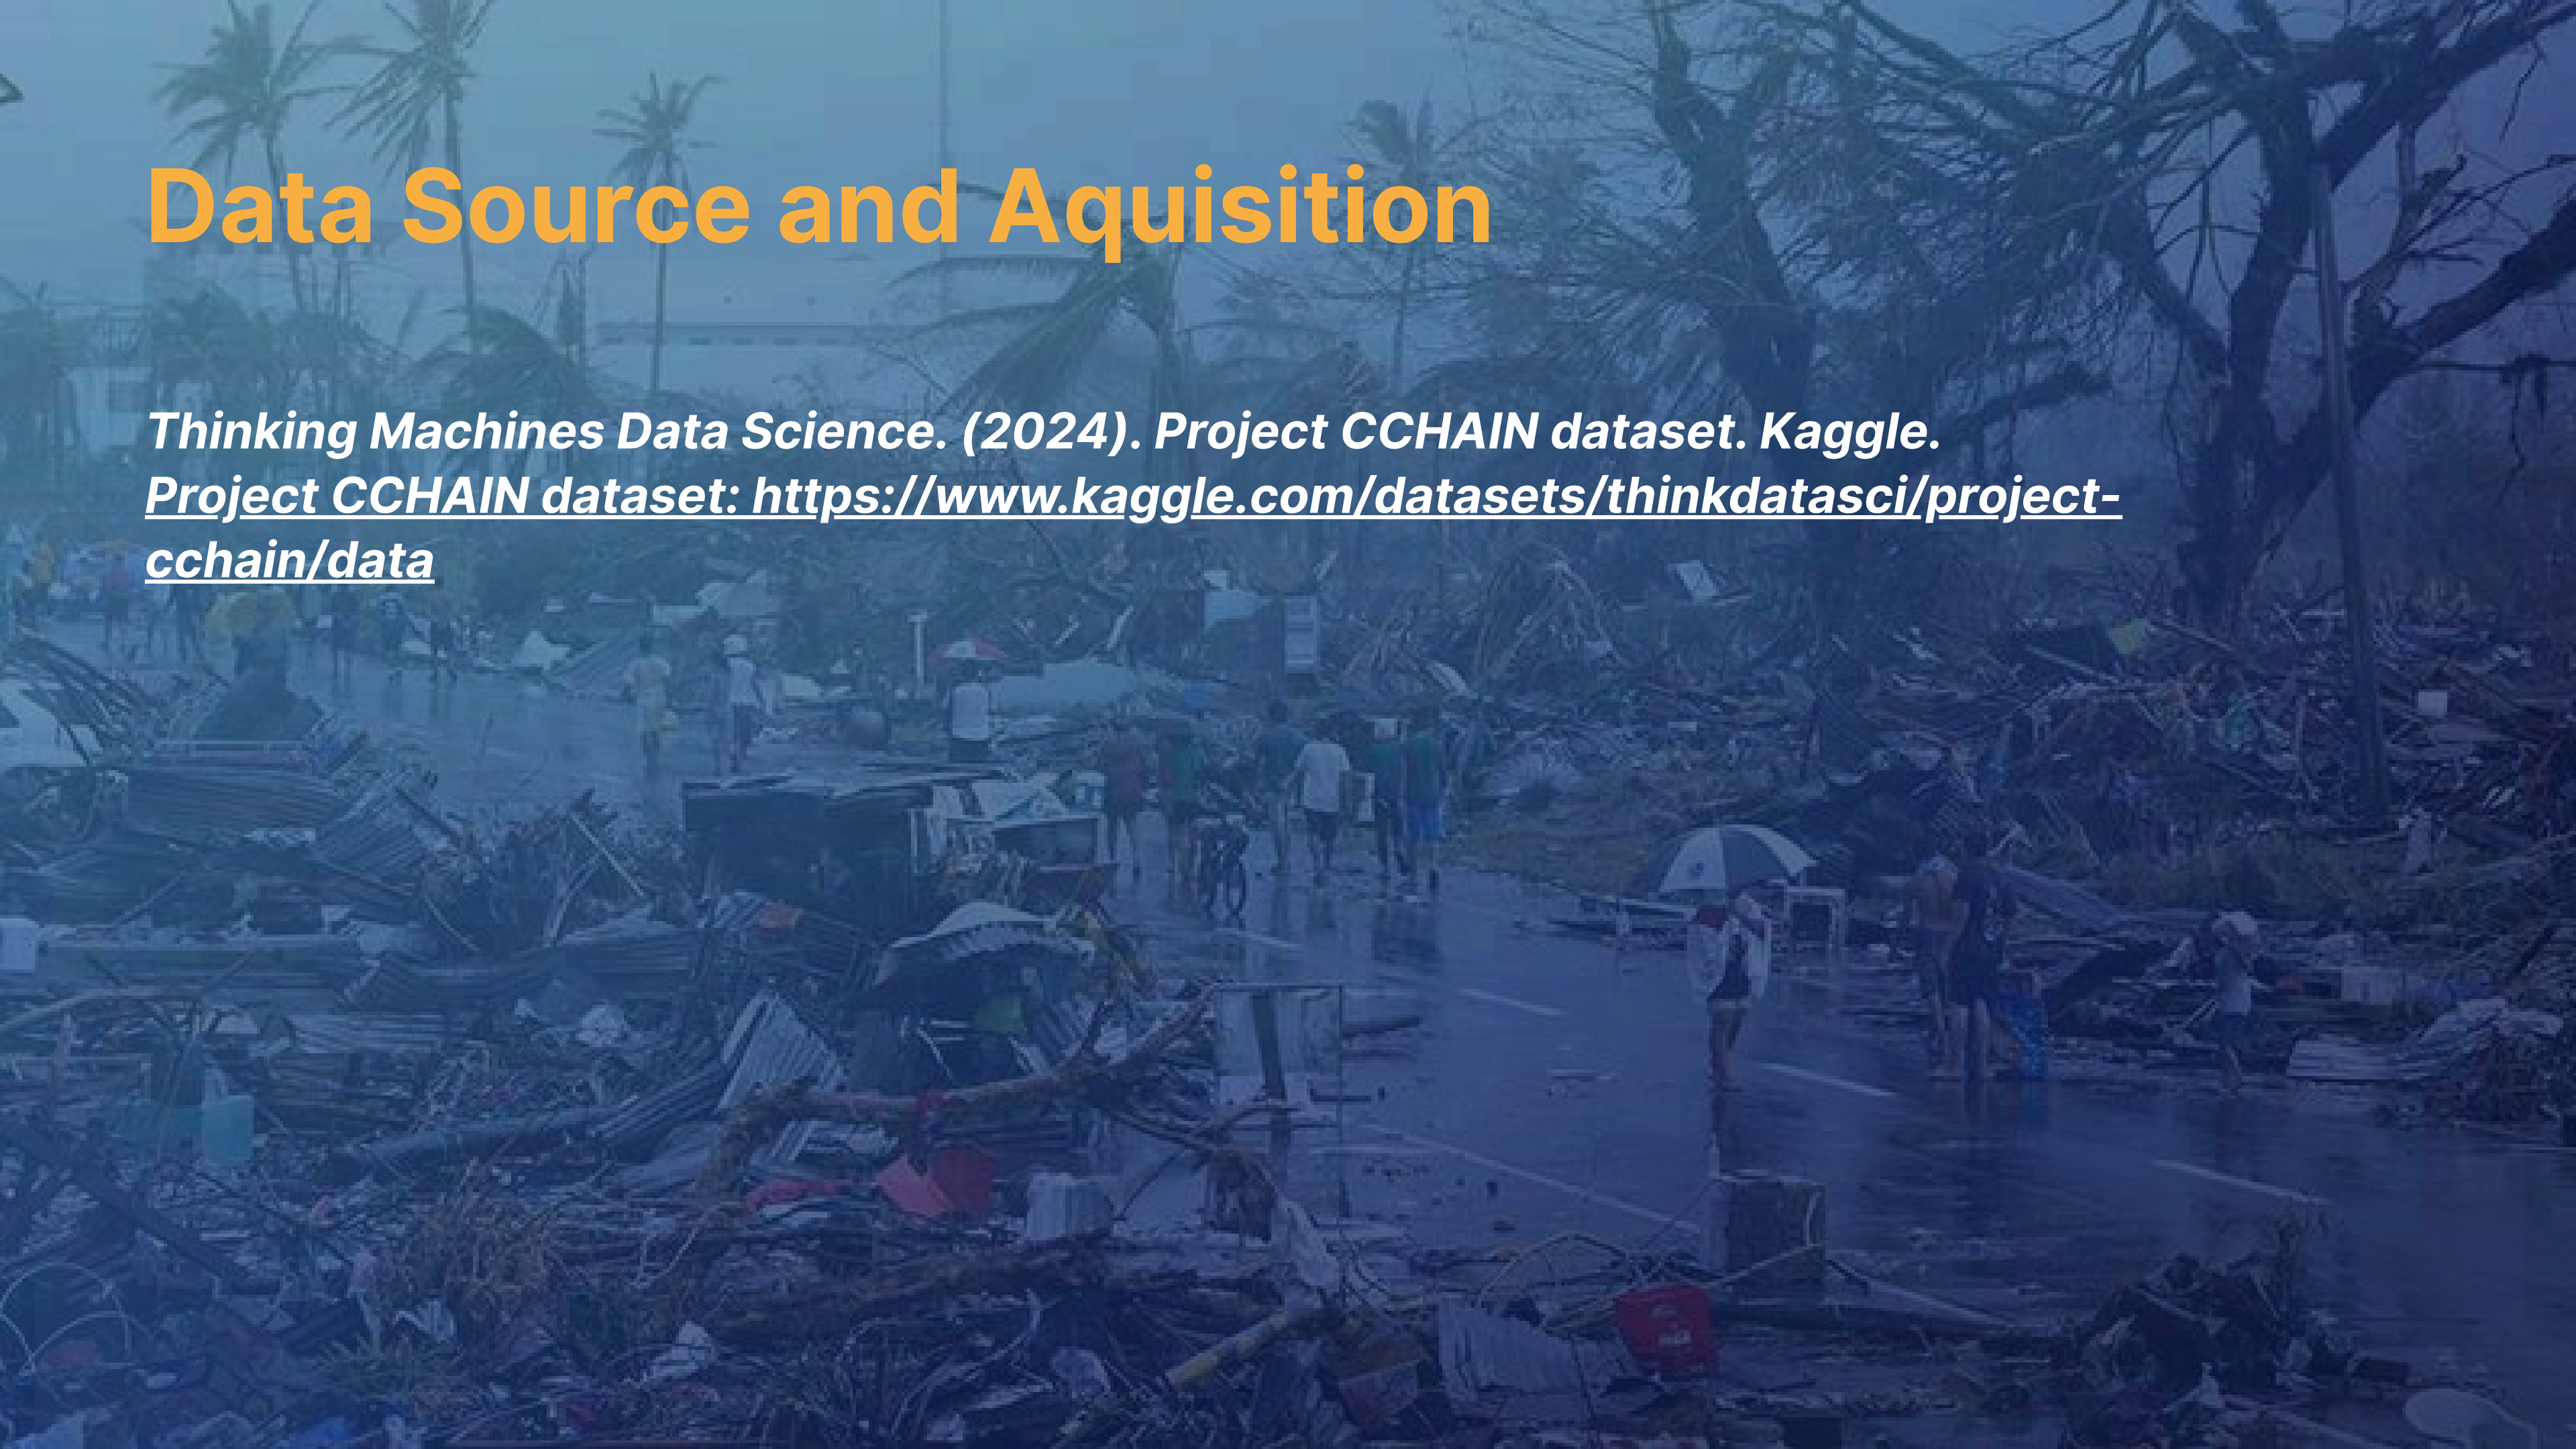 Data Source and Aquisition
Thinking Machines Data Science. (2024). Project CCHAIN dataset. Kaggle.
Project CCHAIN dataset: https://www.kaggle.com/datasets/thinkdatasci/project-
cchain/data